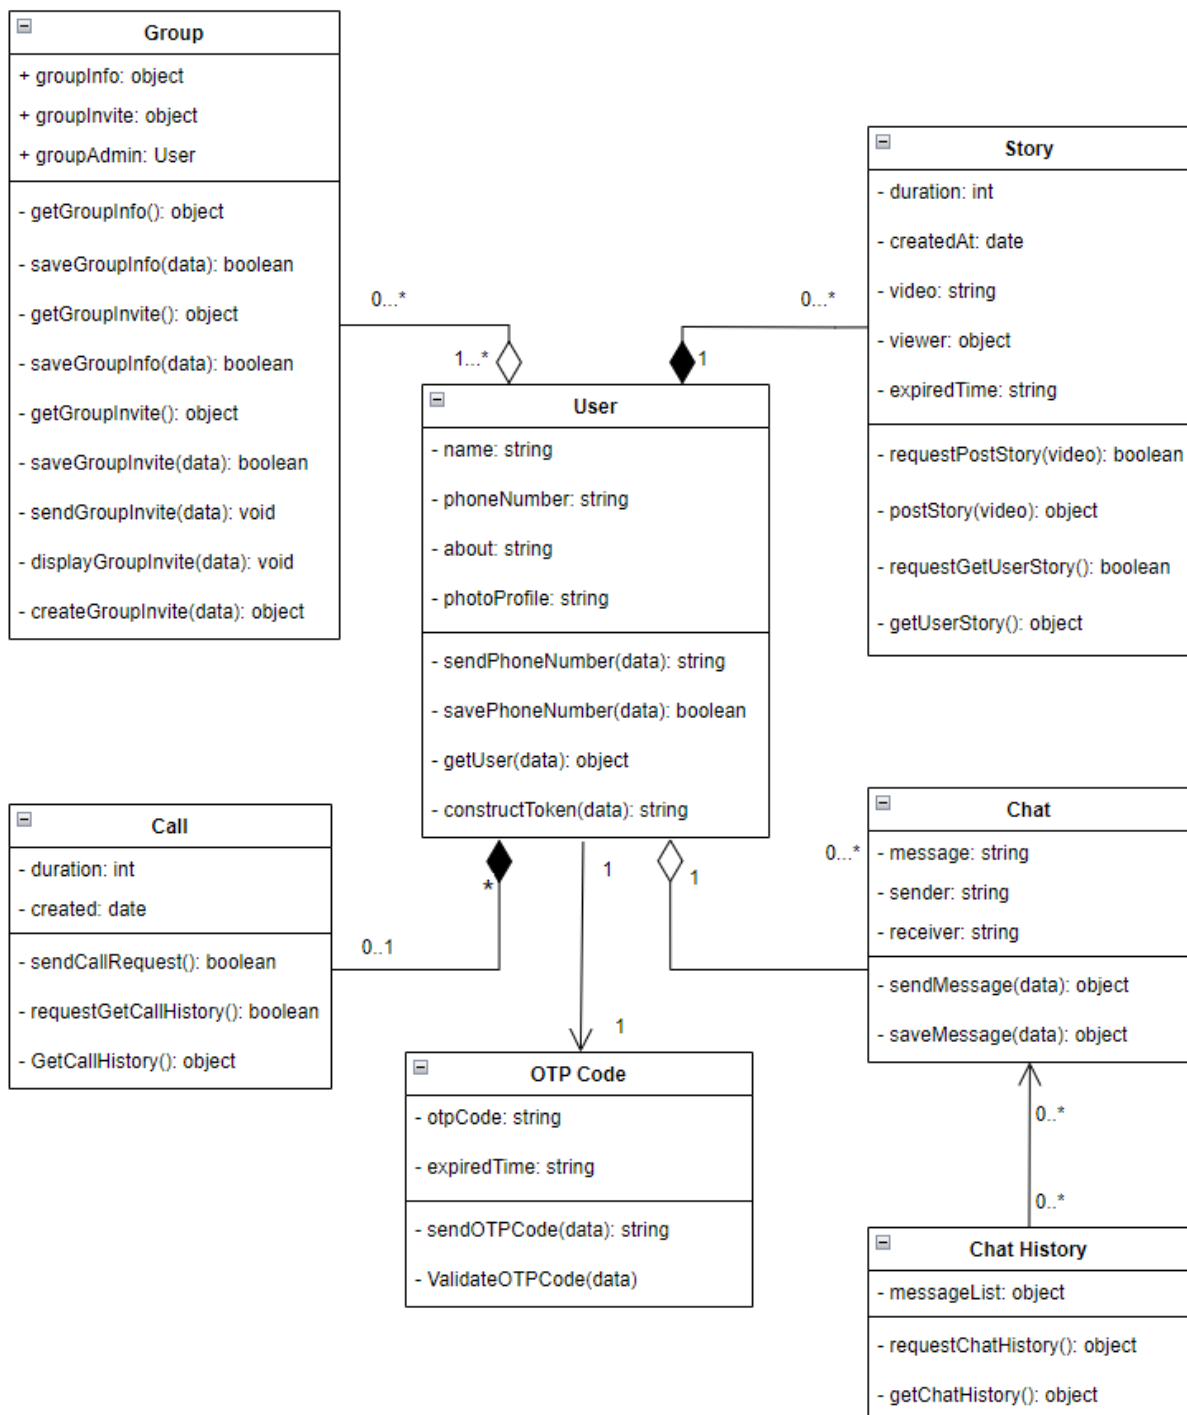 Group
+ groupInfo: object
+ groupInvite: object
+ groupAdmin: User
- getGroupInfo(): object
- saveGroupInfo(data): boolean
- getGroupInvite(): object
- saveGroupInfo(data): boolean
- getGroupInvite(): object
- saveGroupInvite(data): boolean
- sendGroupInvite(data): void
- displayGroupInvite(data): void
- createGroupInvite(data): object
0...*
1...*
Story
- duration: int
- createdAt: date
- video: string
- viewer: object
- expiredTime: string
- requestPostStory(video): boolean
- postStory(video): object
- requestGetUserStory(): boolean
- getUserStory(): object
0...*
1
User
- name: string
- phoneNumber: string
- about: string
- photoProfile: string
- sendPhoneNumber(data): string
- savePhoneNumber(data): boolean
- getUser(data): object
- constructToken(data): string
Call
- duration: int
- created: date
- sendCallRequest(): boolean
- requestGetCallHistory(): boolean
- GetCallHistory(): object
*
0..1
1
1
1
0...*
Chat
- message: string
- sender: string
- receiver: string
- sendMessage(data): object
- saveMessage(data): object
OTP Code
- otpCode: string
- expiredTime: string
- sendOTPCode(data): string
- ValidateOTPCode(data)
0..*
0..*
Chat History
- messageList: object
- requestChatHistory(): object
- getChatHistory(): object